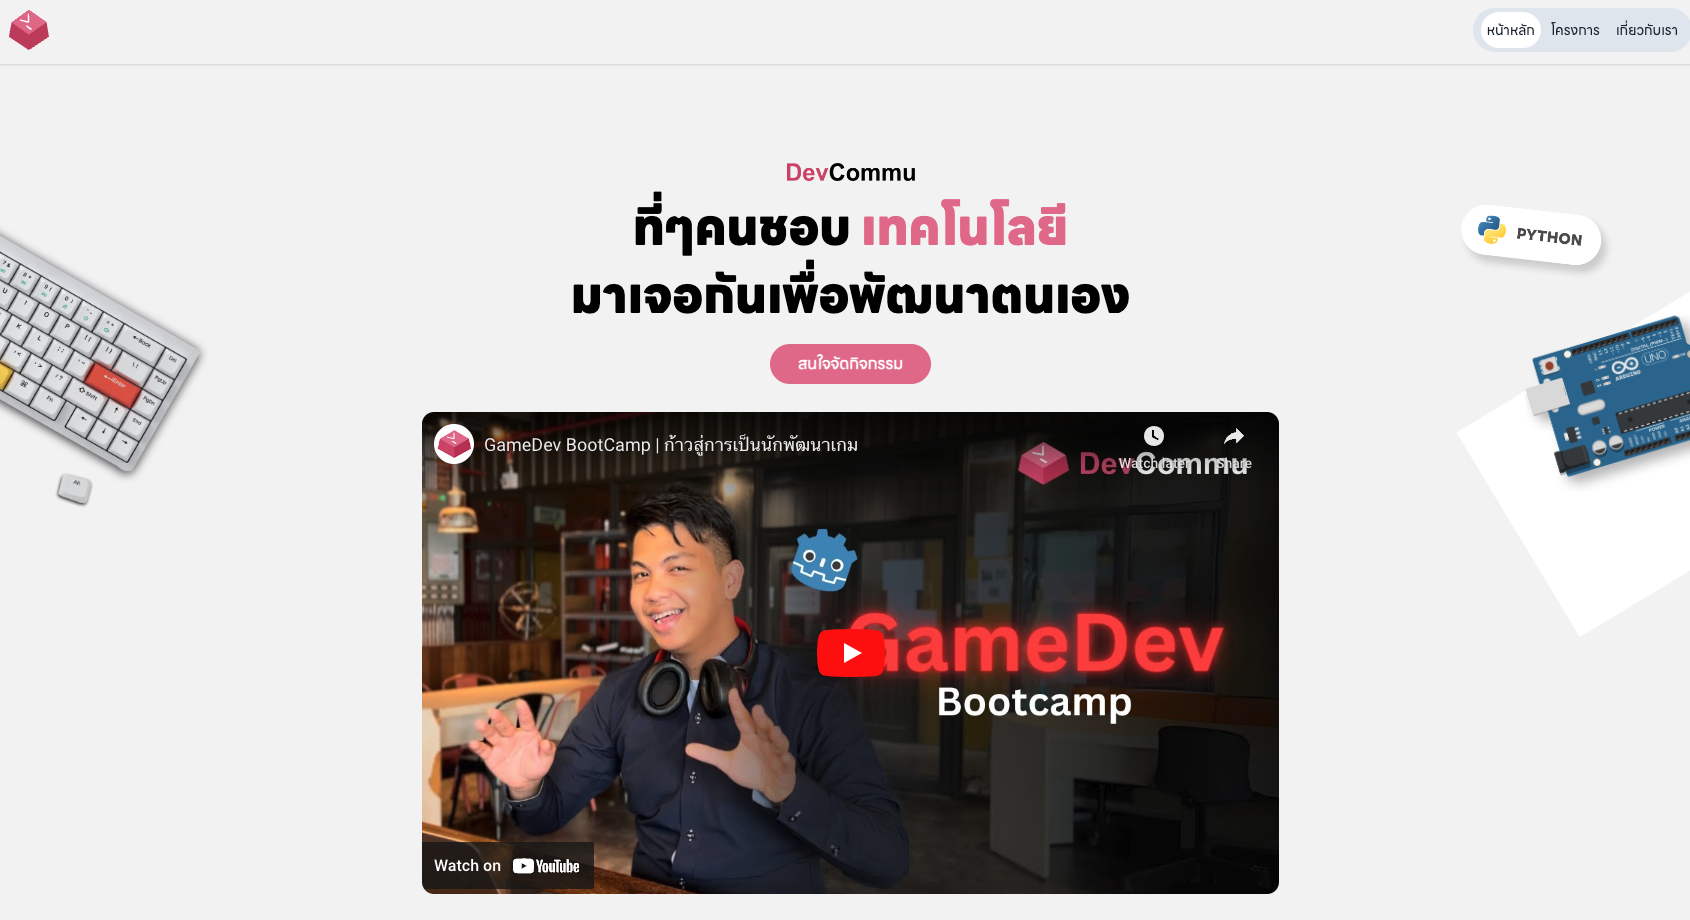 หน้าหลัก โครงการ เกี่ยวกับเรา
DevCommu
ที่ๆคนชอบ เทคโนโลยี
มาเจอกันเพื่อพัฒนาตนเอง
สนใจจัดกิจกรรม
PYTHON
ARDUINO
UNO
GameDev BootCamp | ก้าวสู่การเป็นนักพัฒนาเกม
Watch later
Share
DevCommu
GameDev
Bootcamp
Watch on YouTube